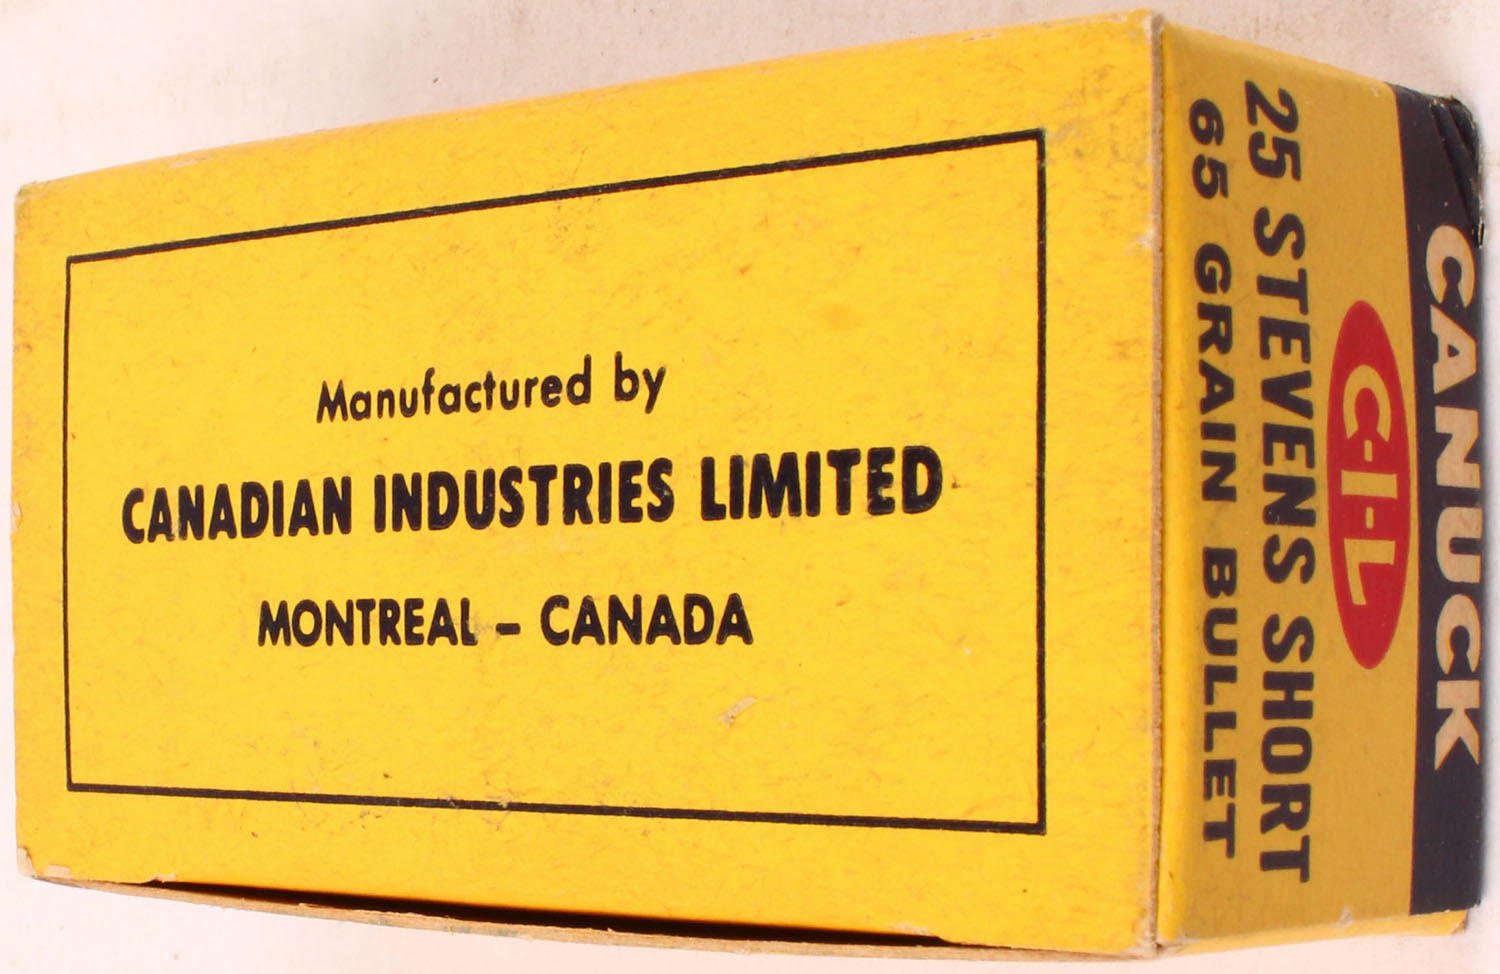 Manufactured by
CANADIAN INDUSTRIES LIMITED
MONTREAL – CANADA
CANUCK
C-I-L
25 STEVENS SHORT
65 GRAIN BULLET